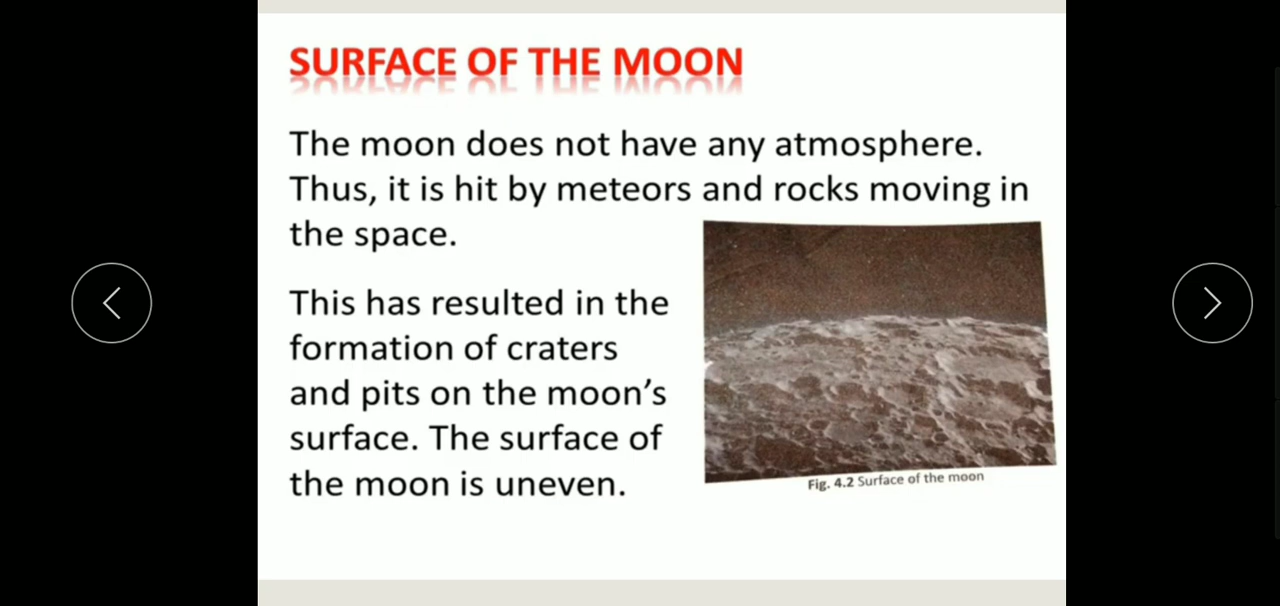 SURFACE OF THE MOON
The moon does not have any atmosphere.
Thus, it is hit by meteors and rocks moving in
the space.
This has resulted in the
formation of craters
and pits on the moon’s
surface. The surface of
the moon is uneven.
Fig. 4.2 Surface of the moon